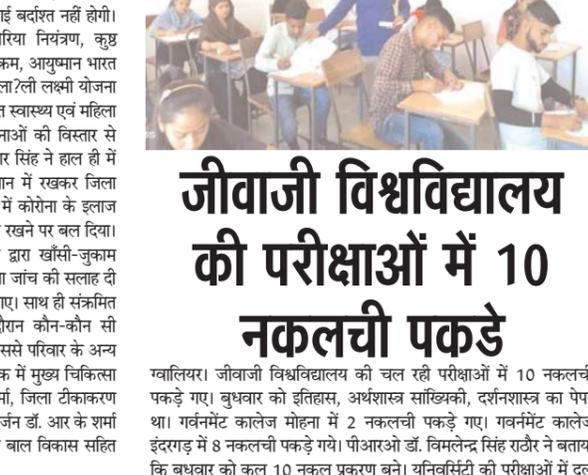 ई बर्दाश्त नहीं होगी।
रिया नियंत्रण, कुष्ठ
क्रम, आयुष्मान भारत
ला?ली लक्ष्मी योजना
त स्वास्थ्य एवं महिला
नाओं की विस्तार से
र सिंह ने हाल ही में
ान में रखकर जिला
में कोरोना के इलाज
रखने पर बल दिया।
द्वारा खाँसी-जुकाम
ा जांच की सलाह दी
ाए। साथ ही संक्रमित
दौरान कौन-कौन सी
ससे परिवार के अन्य
क में मुख्य चिकित्सा
र्मा, जिला टीकाकरण
र्जन डॉ. आर के शर्मा
बाल विकास सहित
जीवाजी विश्वविद्यालय
की परीक्षाओं में 10
नकलची पकडे
ग्वालियर। जीवाजी विश्वविद्यालय की चल रही परीक्षाओं में 10 नकलची
पकड़े गए। बुधवार को इतिहास, अर्थशास्त्र सांख्यिकी, दर्शनशास्त्र का पेप
था। गर्वनमेंट कालेज मोहना में 2 नकलची पकड़े गए। गवर्नमेंट कालेज
इंदरगढ़ में 8 नकलची पकड़े गये। पीआरओ डॉ. विमलेन्द्र सिंह राठौर ने बताय
कि बुधवार को कुल 10 नकल प्रकरण बने। यूनिवर्सिटी की परीक्षाओं में